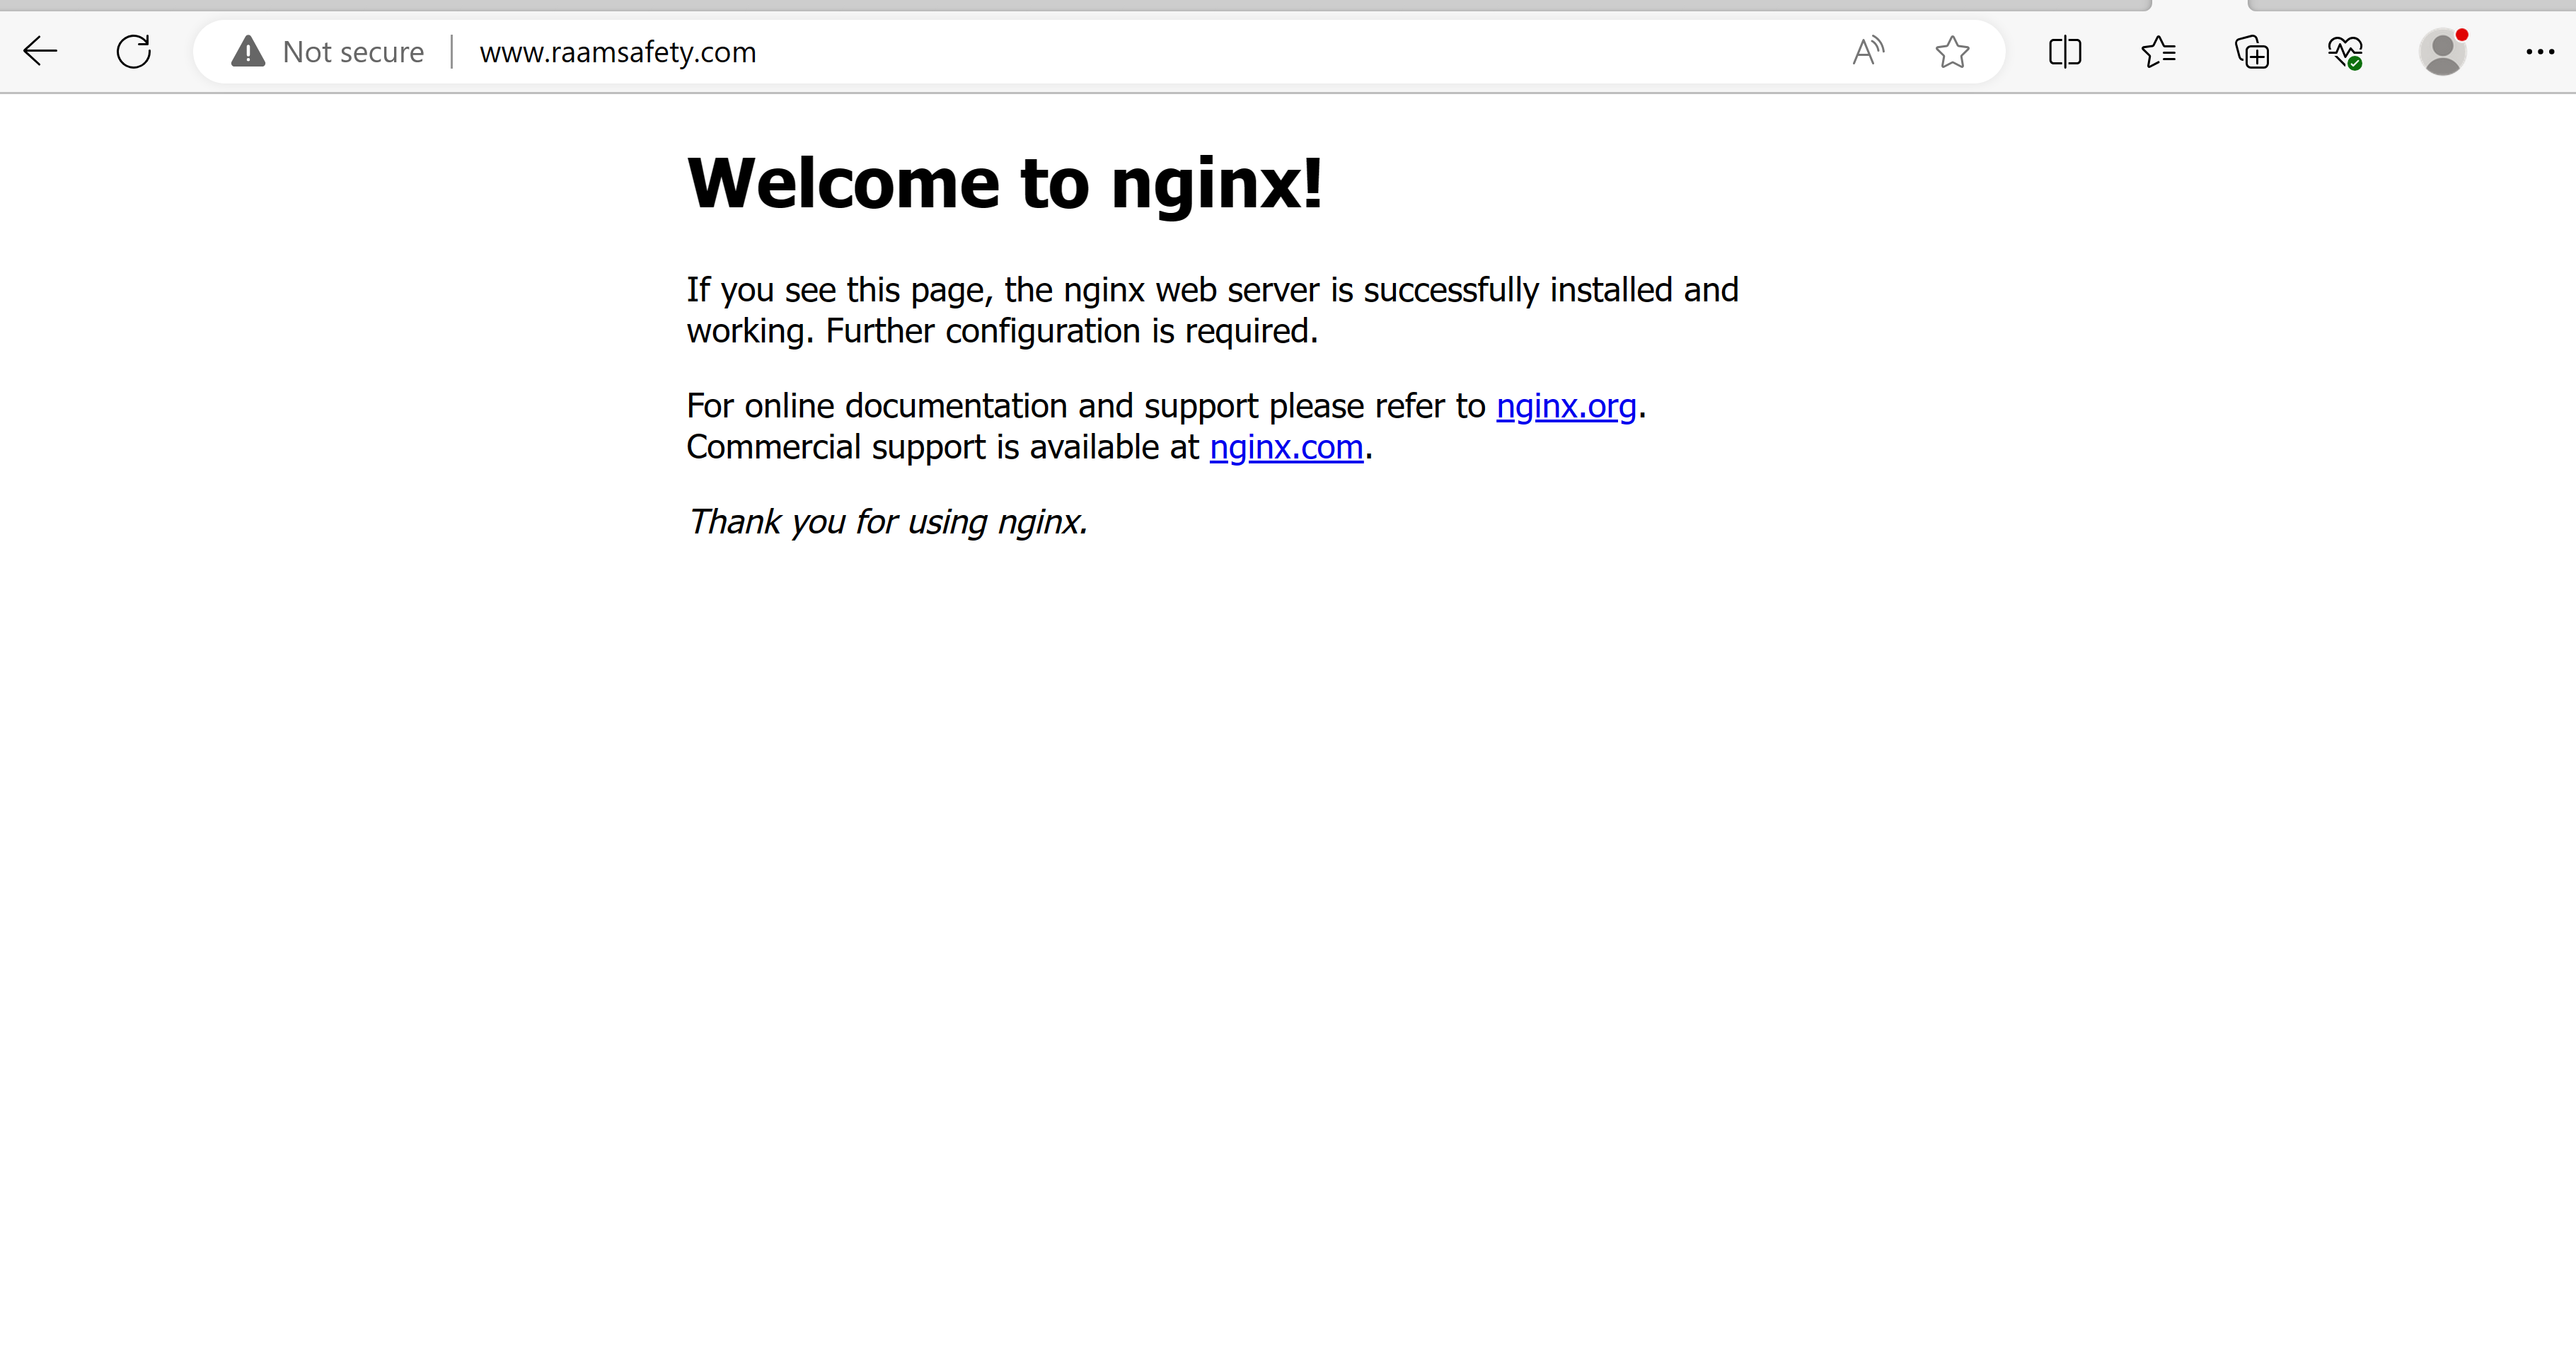 Not secure
www.raamsafety.com
Welcome to nginx!
If you see this page, the nginx web server is successfully installed and
working. Further configuration is required.
For online documentation and support please refer to nginx.org.
Commercial support is available at nginx.com.
Thank you for using nginx.